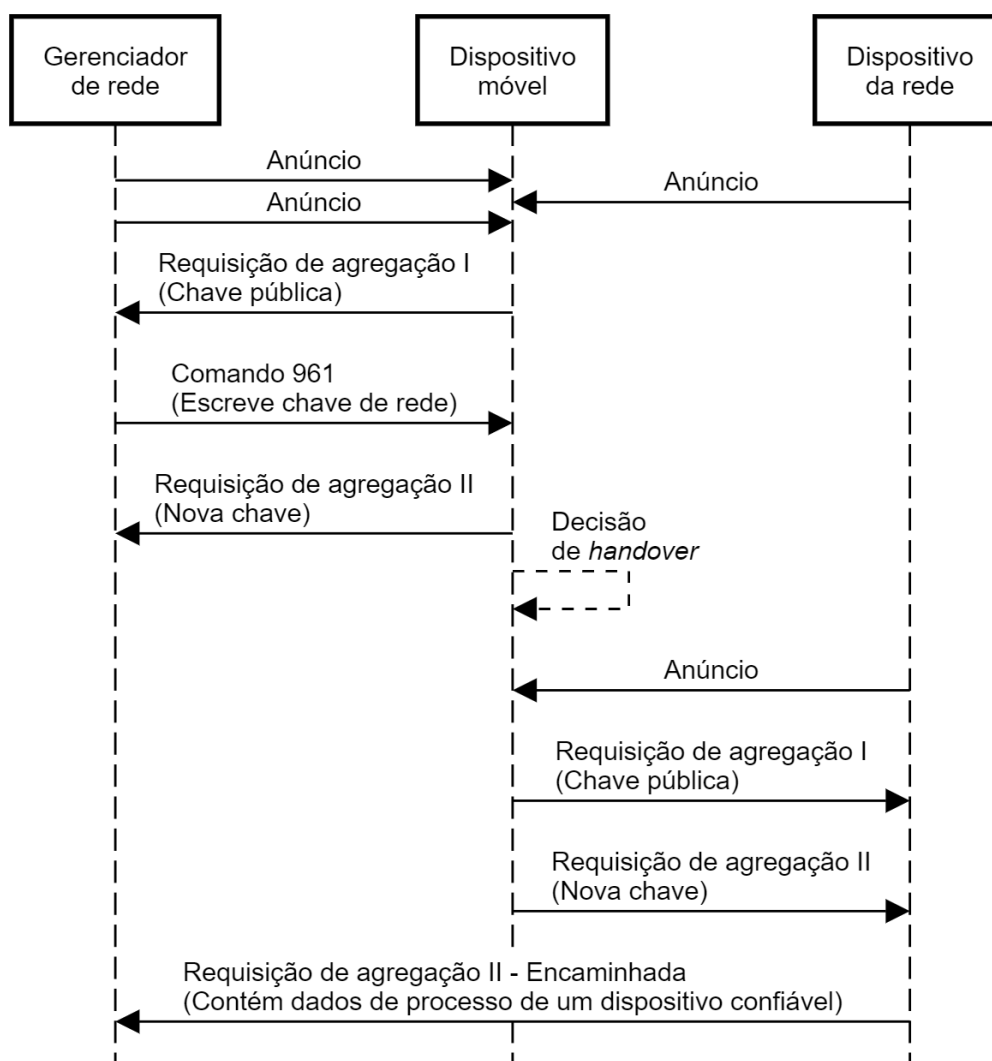 Gerenciador
de rede
Dispositivo
móvel
Dispositivo
da rede
Anúncio
Anúncio
Anúncio
Requisição de agregação I
(Chave pública)
Comando 961
(Escreve chave de rede)
Requisição de agregação II
(Nova chave)
Decisão
de handover
Anúncio
Requisição de agregação I
(Chave pública)
Requisição de agregação II
(Nova chave)
Requisição de agregação II - Encaminhada
(Contém dados de processo de um dispositivo confiável)